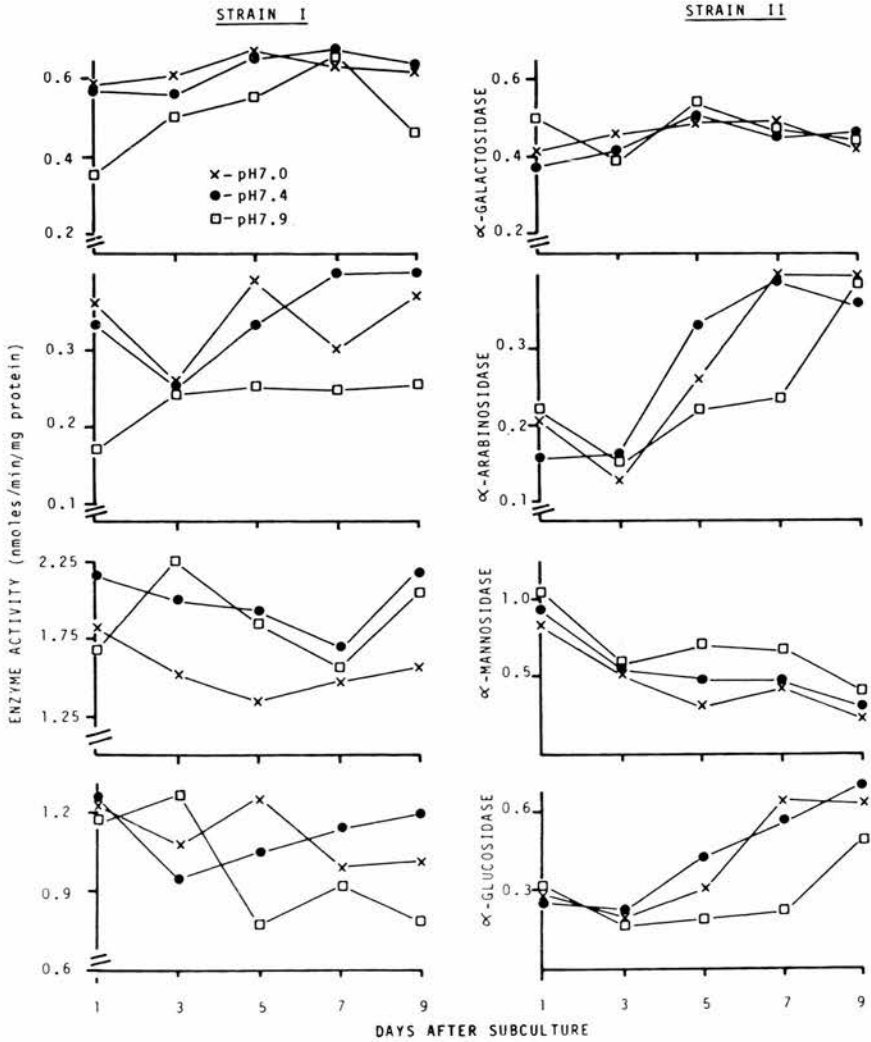 STRAIN I
STRAIN II
0.6
0.4
0.2
×– pH7.0
●– pH7.4
□– pH7.9
0.6
0.4
0.2
∝-GALACTOSIDASE
0.3
0.2
0.1
0.3
0.2
0.1
∝-ARABINOSIDASE
ENZYME ACTIVITY (nmoles/min/mg protein)
2.25
1.75
1.25
1.0
0.5
∝-MANNOSIDASE
1.2
0.9
0.6
0.6
0.3
∝-GLUCOSIDASE
1 3 5 7 9
1 3 5 7 9
DAYS AFTER SUBCULTURE